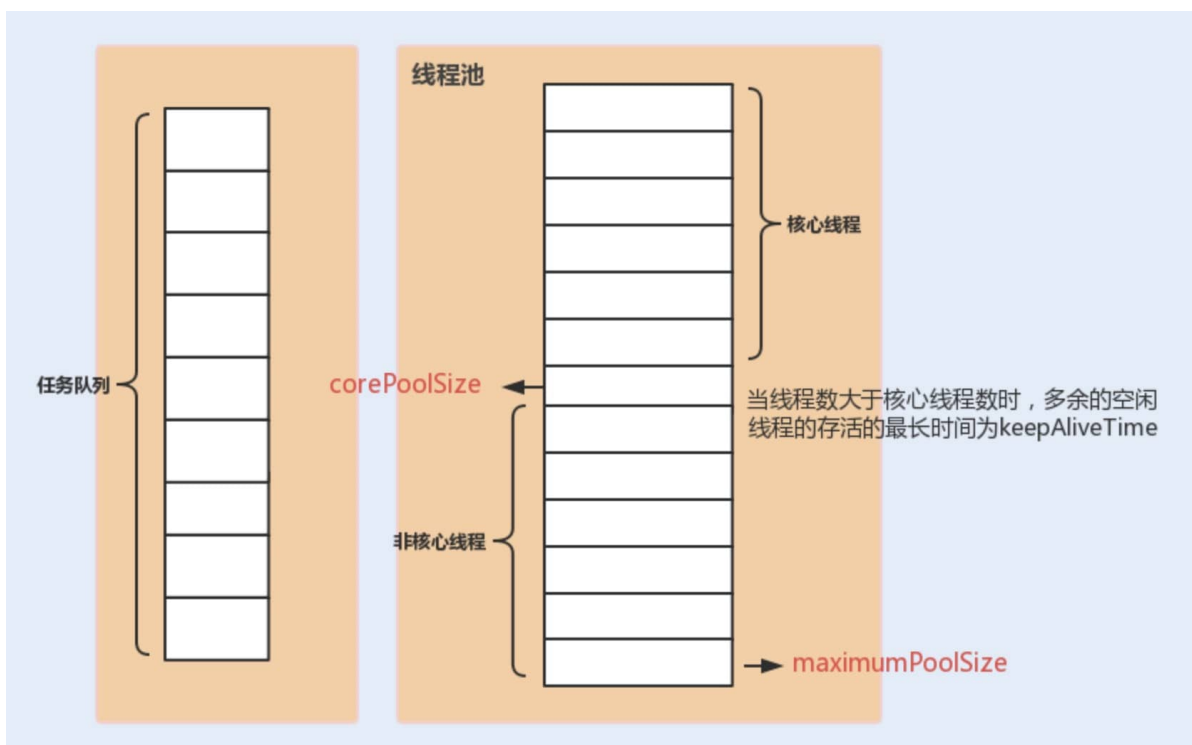 线程池
核心线程
任务队列
corePoolSize
当线程数大于核心线程数时，多余的空闲
线程的存活的最长时间为keepAliveTime
非核心线程
maximumPoolSize